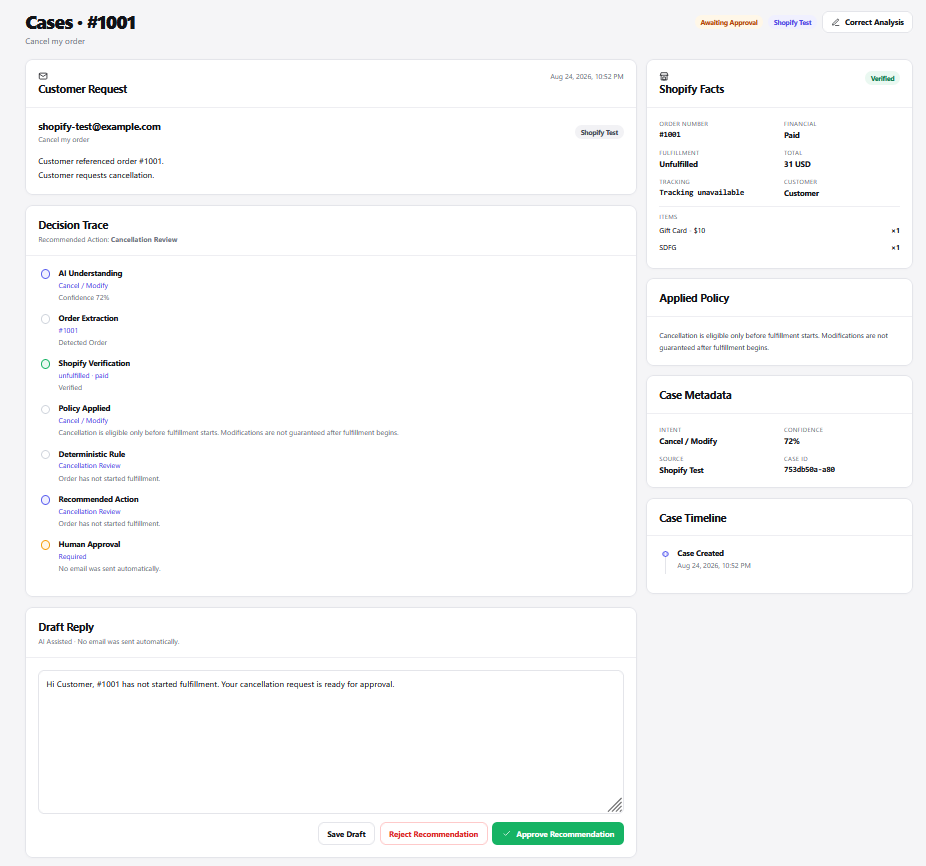 Cases • #1001
Cancel my order
Awaiting Approval
Shopify Test
Correct Analysis
Customer Request
Aug 24, 2026, 10:52 PM
shopify-test@example.com
Cancel my order
Shopify Test
Customer referenced order #1001.
Customer requests cancellation.
Decision Trace
Recommended Action: Cancellation Review
AI Understanding
Cancel / Modify
Confidence 72%
Order Extraction
#1001
Detected Order
Shopify Verification
unfulfilled · paid
Verified
Policy Applied
Cancel / Modify
Cancellation is eligible only before fulfillment starts. Modifications are not guaranteed after fulfillment begins.
Deterministic Rule
Cancellation Review
Order has not started fulfillment.
Recommended Action
Cancellation Review
Order has not started fulfillment.
Human Approval
Required
No email was sent automatically.
Draft Reply
AI Assisted · No email was sent automatically.
Hi Customer, #1001 has not started fulfillment. Your cancellation request is ready for approval.
Save Draft
Reject Recommendation
Approve Recommendation
Shopify Facts
Verified
ORDER NUMBER
#1001
FINANCIAL
Paid
FULFILLMENT
Unfulfilled
TOTAL
31 USD
TRACKING
Tracking unavailable
CUSTOMER
Customer
ITEMS
Gift Card · $10
×1
SDFG
×1
Applied Policy
Cancellation is eligible only before fulfillment starts. Modifications are not
guaranteed after fulfillment begins.
Case Metadata
INTENT
Cancel / Modify
CONFIDENCE
72%
SOURCE
Shopify Test
CASE ID
753db50a-a80
Case Timeline
Case Created
Aug 24, 2026, 10:52 PM